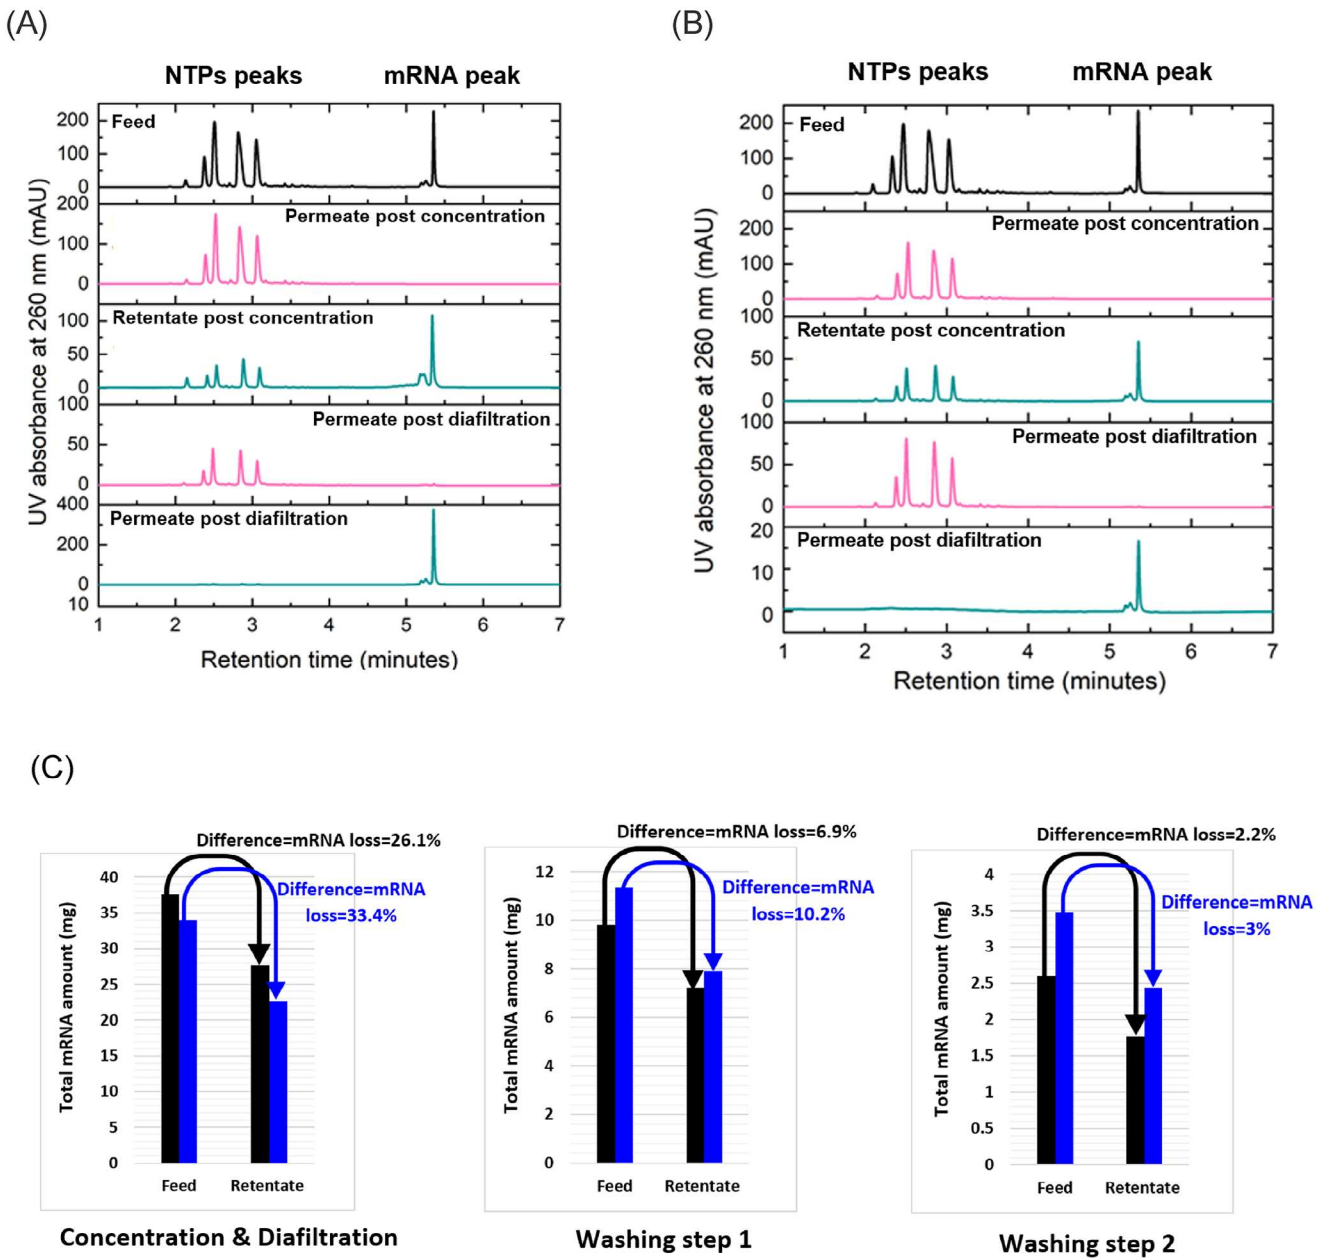 (A)
NTPs peaks mRNA peak
UV absorbance at 260 nm (mAU)
Feed
200
100
0
Permeate post concentration
200
100
0
Retentate post concentration
100
50
0
Permeate post diafiltration
100
50
0
Permeate post diafiltration
400
200
0
10
1 2 3 4 5 6 7
Retention time (minutes)
(B)
NTPs peaks mRNA peak
UV absorbance at 260 nm (mAU)
Feed
200
100
0
Permeate post concentration
200
100
0
Retentate post concentration
100
50
0
Permeate post diafiltration
100
50
0
Permeate post diafiltration
20
10
0
1 2 3 4 5 6 7
Retention time (minutes)
(C)
Difference=mRNA loss=26.1%
Difference=mRNA
loss=33.4%
Total mRNA amount (mg)
40
35
30
25
20
15
10
5
0
Feed Retentate
Concentration & Diafiltration
Difference=mRNA loss=6.9%
Difference=mRNA
loss=10.2%
Total mRNA amount (mg)
12
10
8
6
4
2
0
Feed Retentate
Washing step 1
Difference=mRNA loss=2.2%
Difference=mRNA
loss=3%
Total mRNA amount (mg)
4
3.5
3
2.5
2
1.5
1
0.5
0
Feed Retentate
Washing step 2